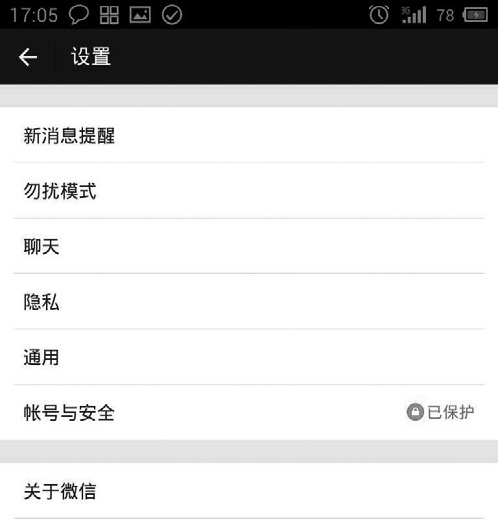 17:05 3G 78
设置
新消息提醒
勿扰模式
聊天
隐私
通用
帐号与安全 已保护
关于微信